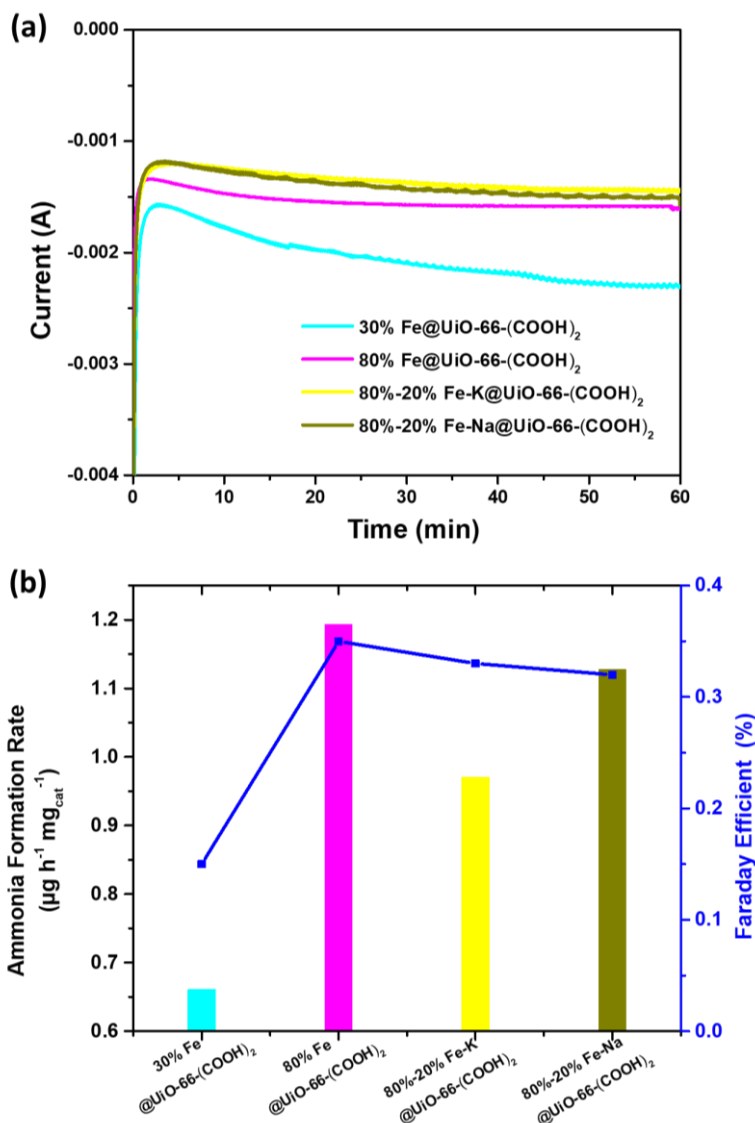 (a)
0.000
-0.001
-0.002
-0.003
-0.004
Current (A)
30% Fe@UiO-66-(COOH)₂
80% Fe@UiO-66-(COOH)₂
80%-20% Fe-K@UiO-66-(COOH)₂
80%-20% Fe-Na@UiO-66-(COOH)₂
0 10 20 30 40 50 60
Time (min)
(b)
1.2
1.1
1.0
0.9
0.8
0.7
0.6
Ammonia Formation Rate
(µg h⁻¹ mg_cat⁻¹)
0.4
0.3
0.2
0.1
0.0
Faraday Efficient (%)
30% Fe
@UiO-66-(COOH)₂
80% Fe
@UiO-66-(COOH)₂
80%-20% Fe-K
@UiO-66-(COOH)₂
80%-20% Fe-Na
@UiO-66-(COOH)₂